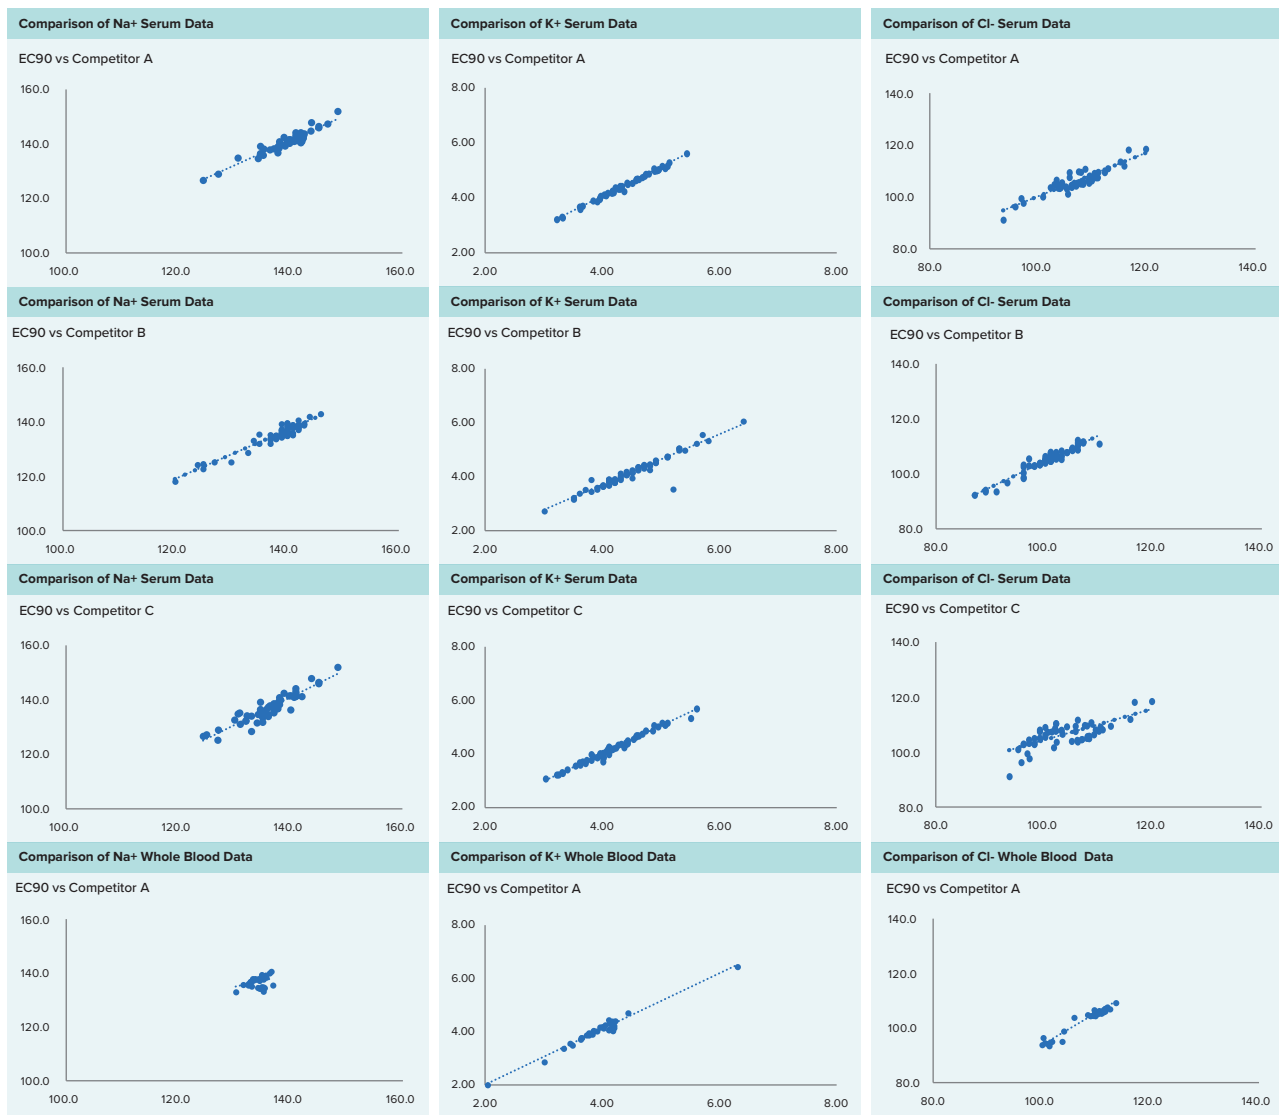 Comparison of Na+ Serum Data
EC90 vs Competitor A
160.0
140.0
120.0
100.0
100.0 120.0 140.0 160.0
Comparison of K+ Serum Data
EC90 vs Competitor A
8.00
6.00
4.00
2.00
2.00 4.00 6.00 8.00
Comparison of Cl- Serum Data
EC90 vs Competitor A
140.0
120.0
100.0
80.0
80.0 100.0 120.0 140.0
Comparison of Na+ Serum Data
EC90 vs Competitor B
160.0
140.0
120.0
100.0
100.0 120.0 140.0 160.0
Comparison of K+ Serum Data
EC90 vs Competitor B
8.00
6.00
4.00
2.00
2.00 4.00 6.00 8.00
Comparison of Cl- Serum Data
EC90 vs Competitor B
140.0
120.0
100.0
80.0
80.0 100.0 120.0 140.0
Comparison of Na+ Serum Data
EC90 vs Competitor C
160.0
140.0
120.0
100.0
100.0 120.0 140.0 160.0
Comparison of K+ Serum Data
EC90 vs Competitor C
8.00
6.00
4.00
2.00
2.00 4.00 6.00 8.00
Comparison of Cl- Serum Data
EC90 vs Competitor C
140.0
120.0
100.0
80.0
80.0 100.0 120.0 140.0
Comparison of Na+ Whole Blood Data
EC90 vs Competitor A
160.0
140.0
120.0
100.0
100.0 120.0 140.0 160.0
Comparison of K+ Whole Blood Data
EC90 vs Competitor A
8.00
6.00
4.00
2.00
2.00 4.00 6.00 8.00
Comparison of Cl- Whole Blood Data
EC90 vs Competitor A
140.0
120.0
100.0
80.0
80.0 100.0 120.0 140.0